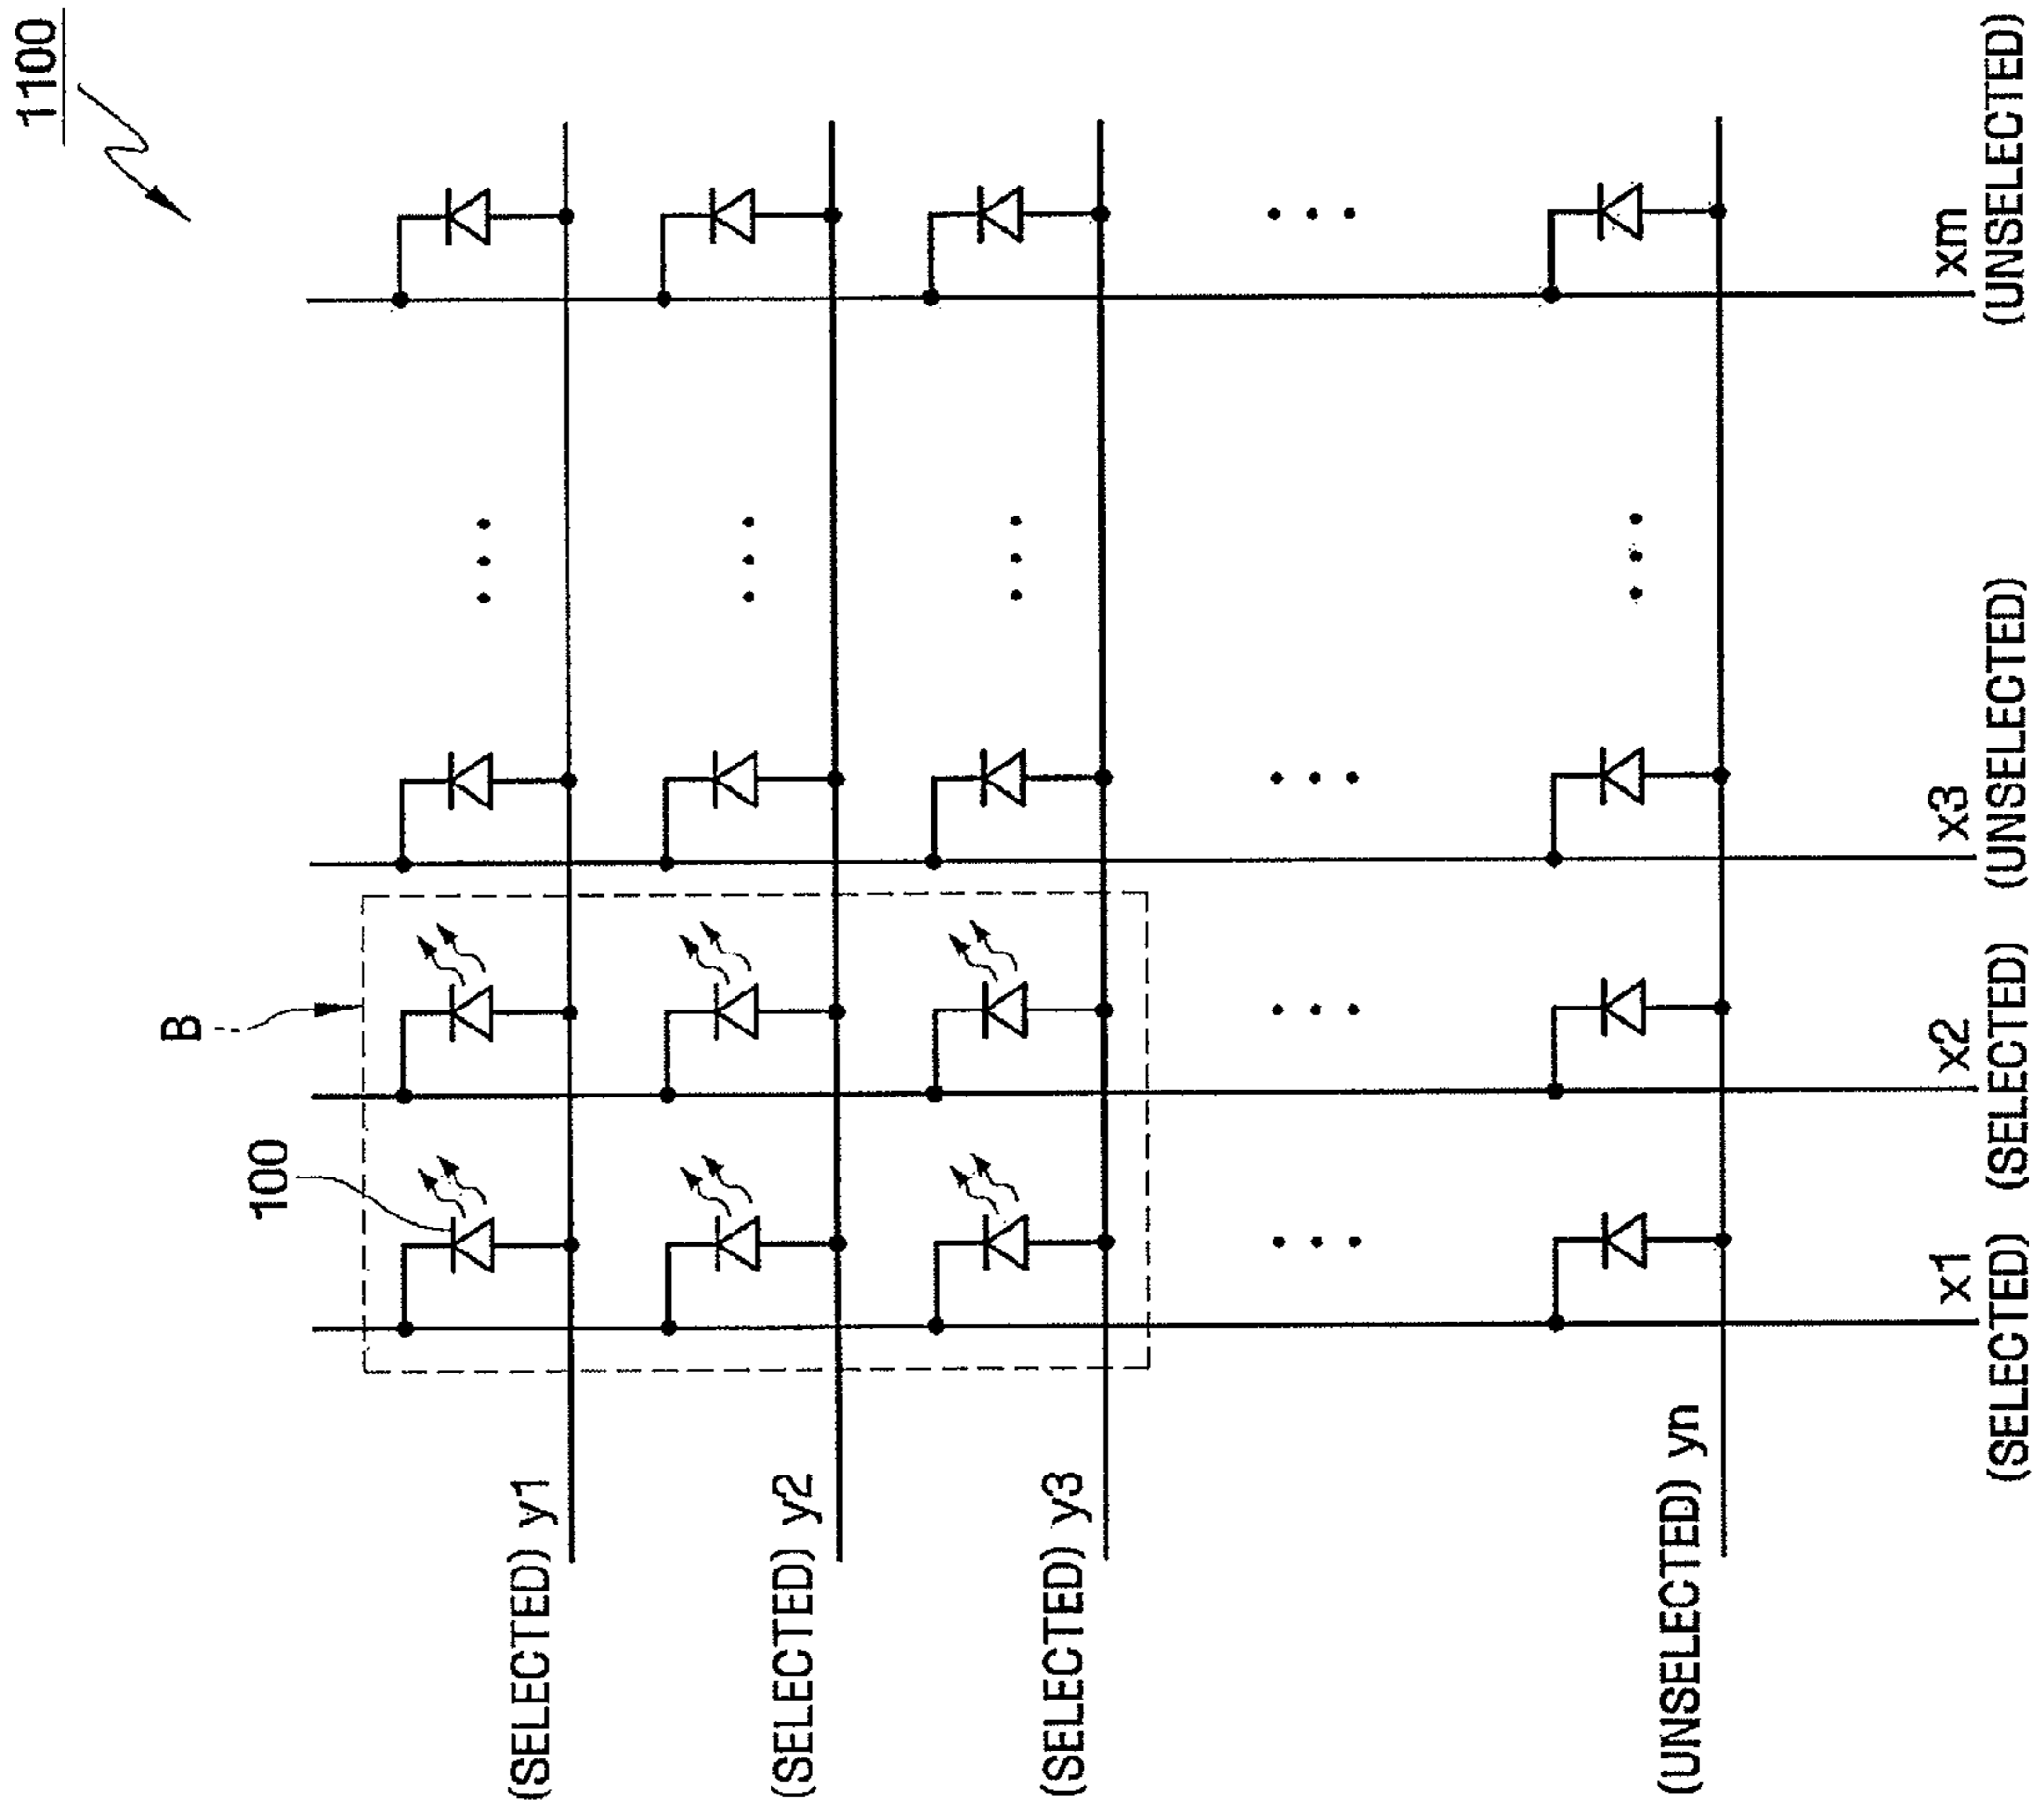 1100
B
100
(SELECTED) y1
(SELECTED) y2
(SELECTED) y3
(UNSELECTED) yn
x1
(SELECTED)
x2
(SELECTED)
x3
(UNSELECTED)
xm
(UNSELECTED)